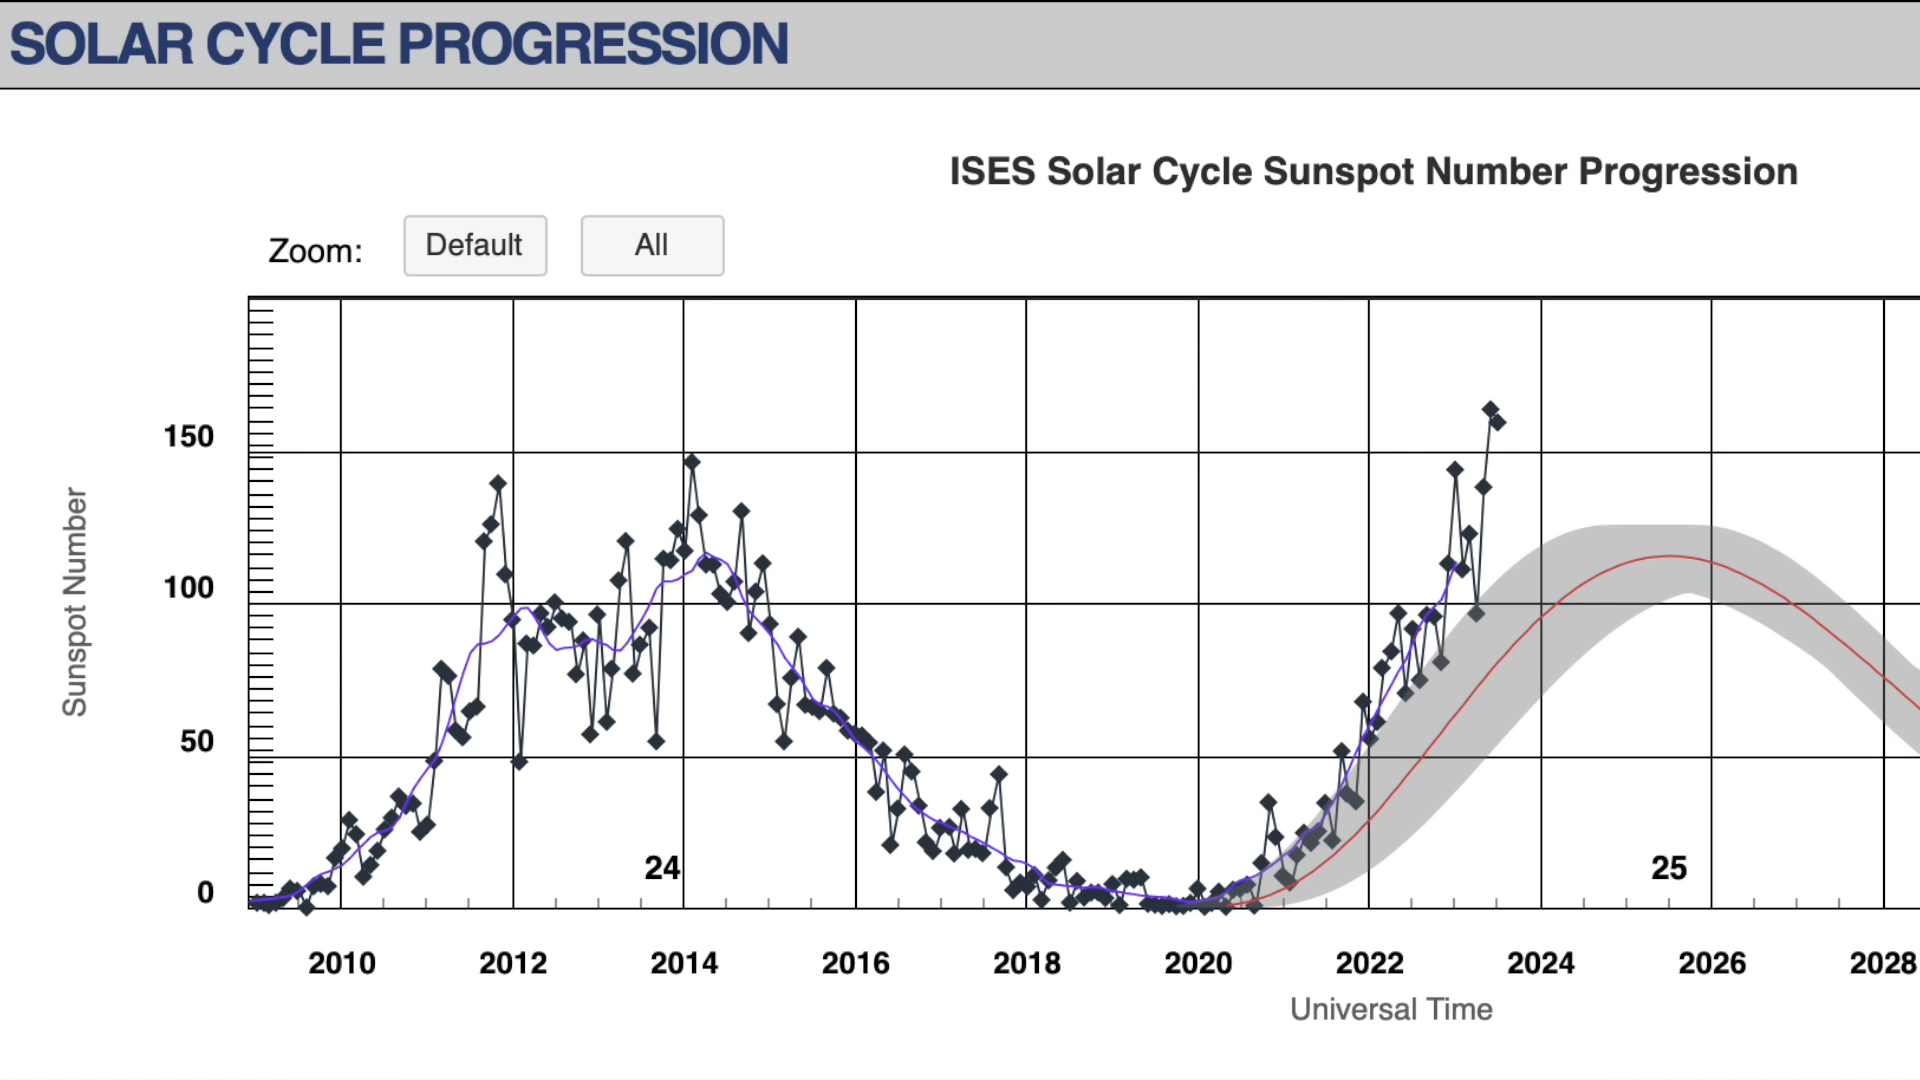 SOLAR CYCLE PROGRESSION
ISES Solar Cycle Sunspot Number Progression
Zoom: Default All
150
100
50
0
Sunspot Number
24
25
2010 2012 2014 2016 2018 2020 2022 2024 2026 2028
Universal Time